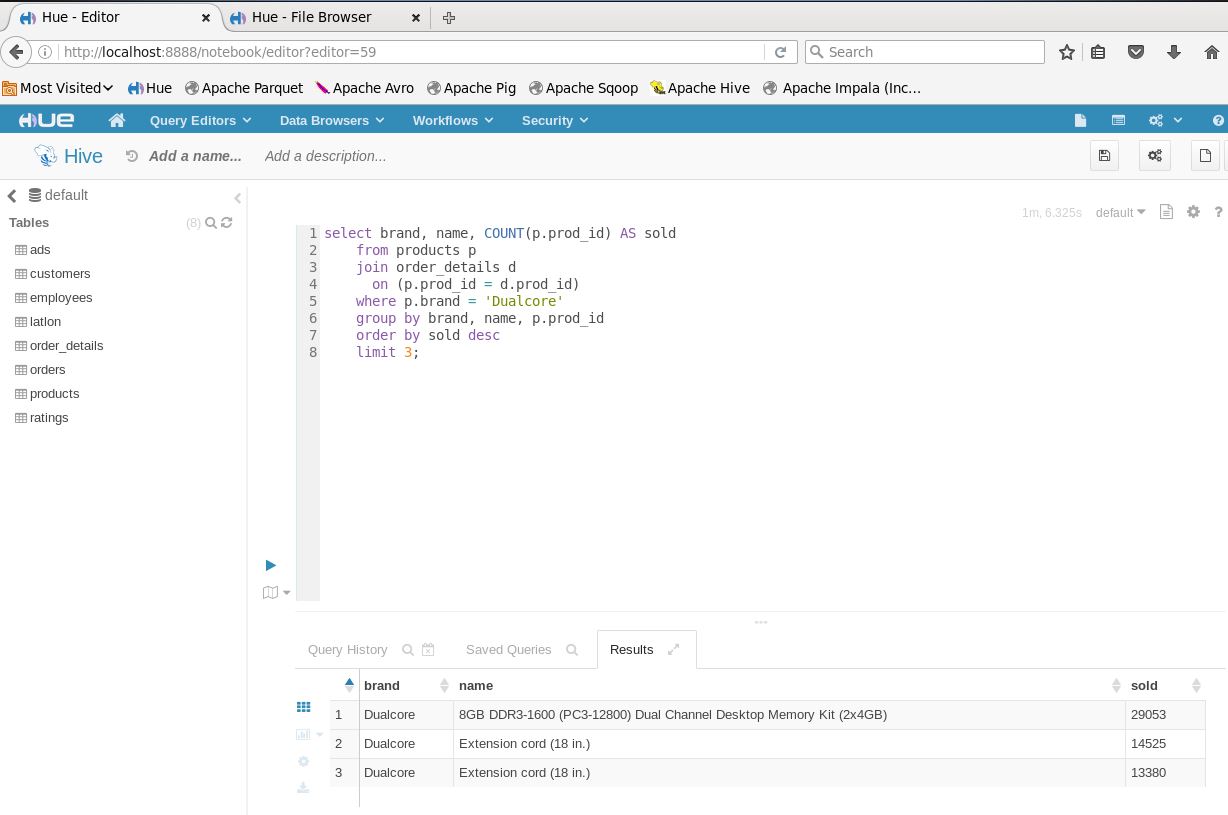 Hue - Editor
Hue - File Browser
http://localhost:8888/notebook/editor?editor=59
Search
Most Visited
Hue
Apache Parquet
Apache Avro
Apache Pig
Apache Sqoop
Apache Hive
Apache Impala (Inc...
HUE
Query Editors
Data Browsers
Workflows
Security
Hive
Add a name...
Add a description...
default
Tables
(8)
ads
customers
employees
latlon
order_details
orders
products
ratings
1m, 6.325s
default
?
1 select brand, name, COUNT(p.prod_id) AS sold
2 from products p
3 join order_details d
4 on (p.prod_id = d.prod_id)
5 where p.brand = 'Dualcore'
6 group by brand, name, p.prod_id
7 order by sold desc
8 limit 3;
Query History
Saved Queries
Results
brand name sold
1 Dualcore 8GB DDR3-1600 (PC3-12800) Dual Channel Desktop Memory Kit (2x4GB) 29053
2 Dualcore Extension cord (18 in.) 14525
3 Dualcore Extension cord (18 in.) 13380